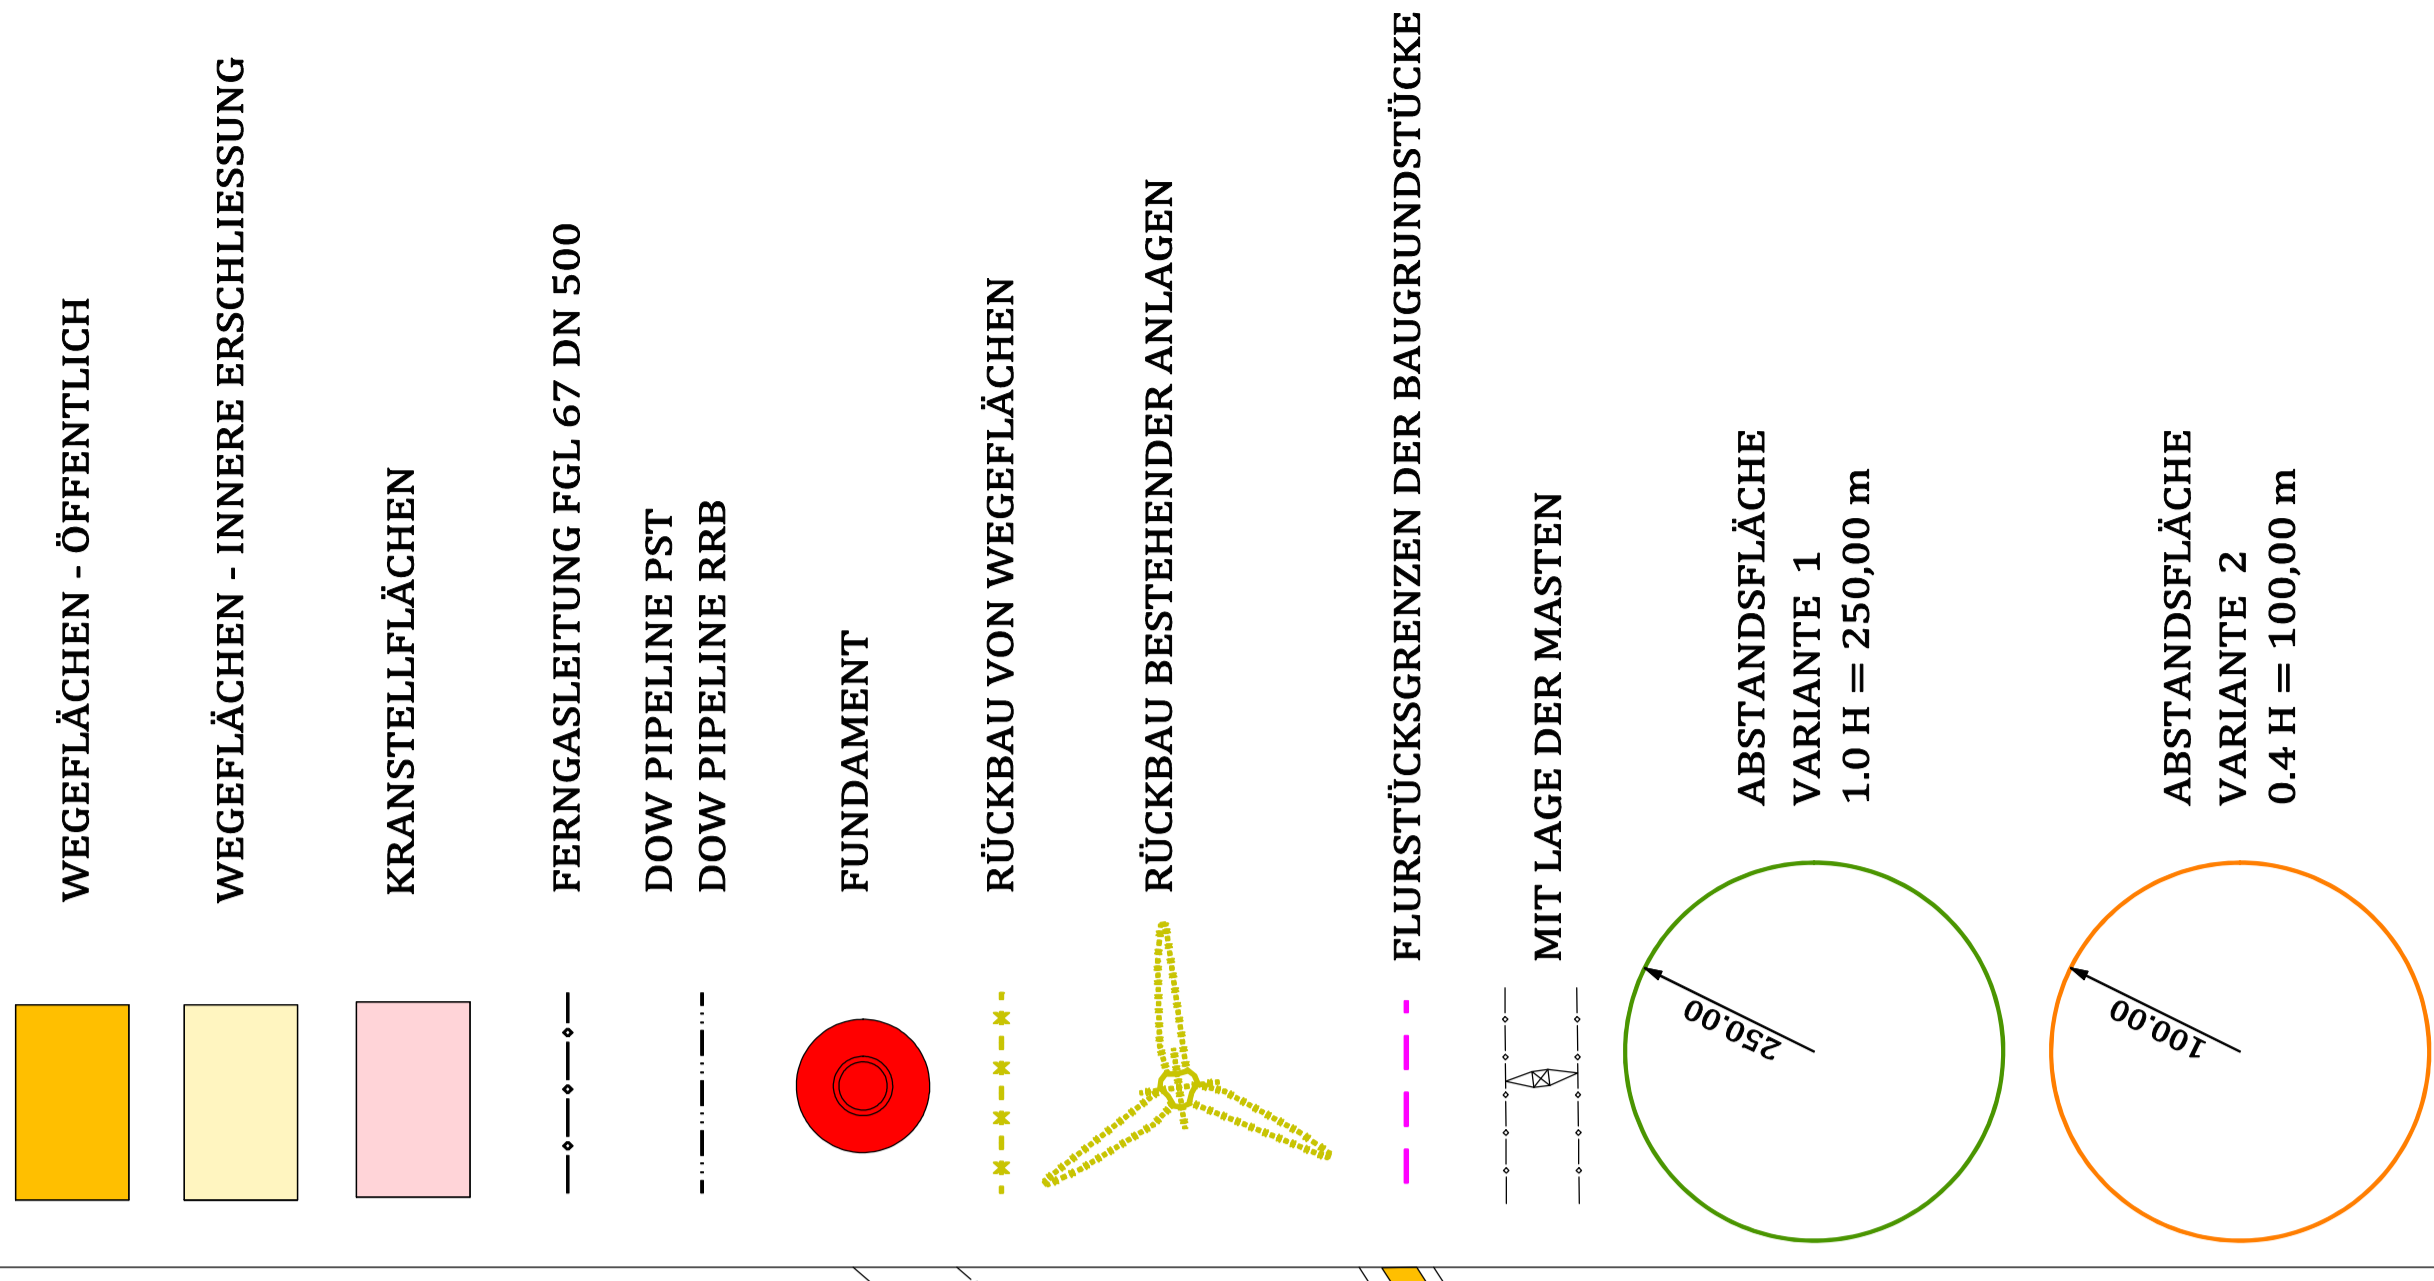 WEGEFLÄCHEN - ÖFFENTLICH
WEGEFLÄCHEN - INNERE ERSCHLIESSUNG
KRANSTELLFLÄCHEN
FERNGASLEITUNG FGL 67 DN 500
DOW PIPELINE PST
DOW PIPELINE RRB
FUNDAMENT
RÜCKBAU VON WEGEFLÄCHEN
RÜCKBAU BESTEHENDER ANLAGEN
FLURSTÜCKSGRENZEN DER BAUGRUNDSTÜCKE
MIT LAGE DER MASTEN
250.00
ABSTANDSFLÄCHE
VARIANTE 1
1.0 H = 250,00 m
100.00
ABSTANDSFLÄCHE
VARIANTE 2
0.4 H = 100,00 m